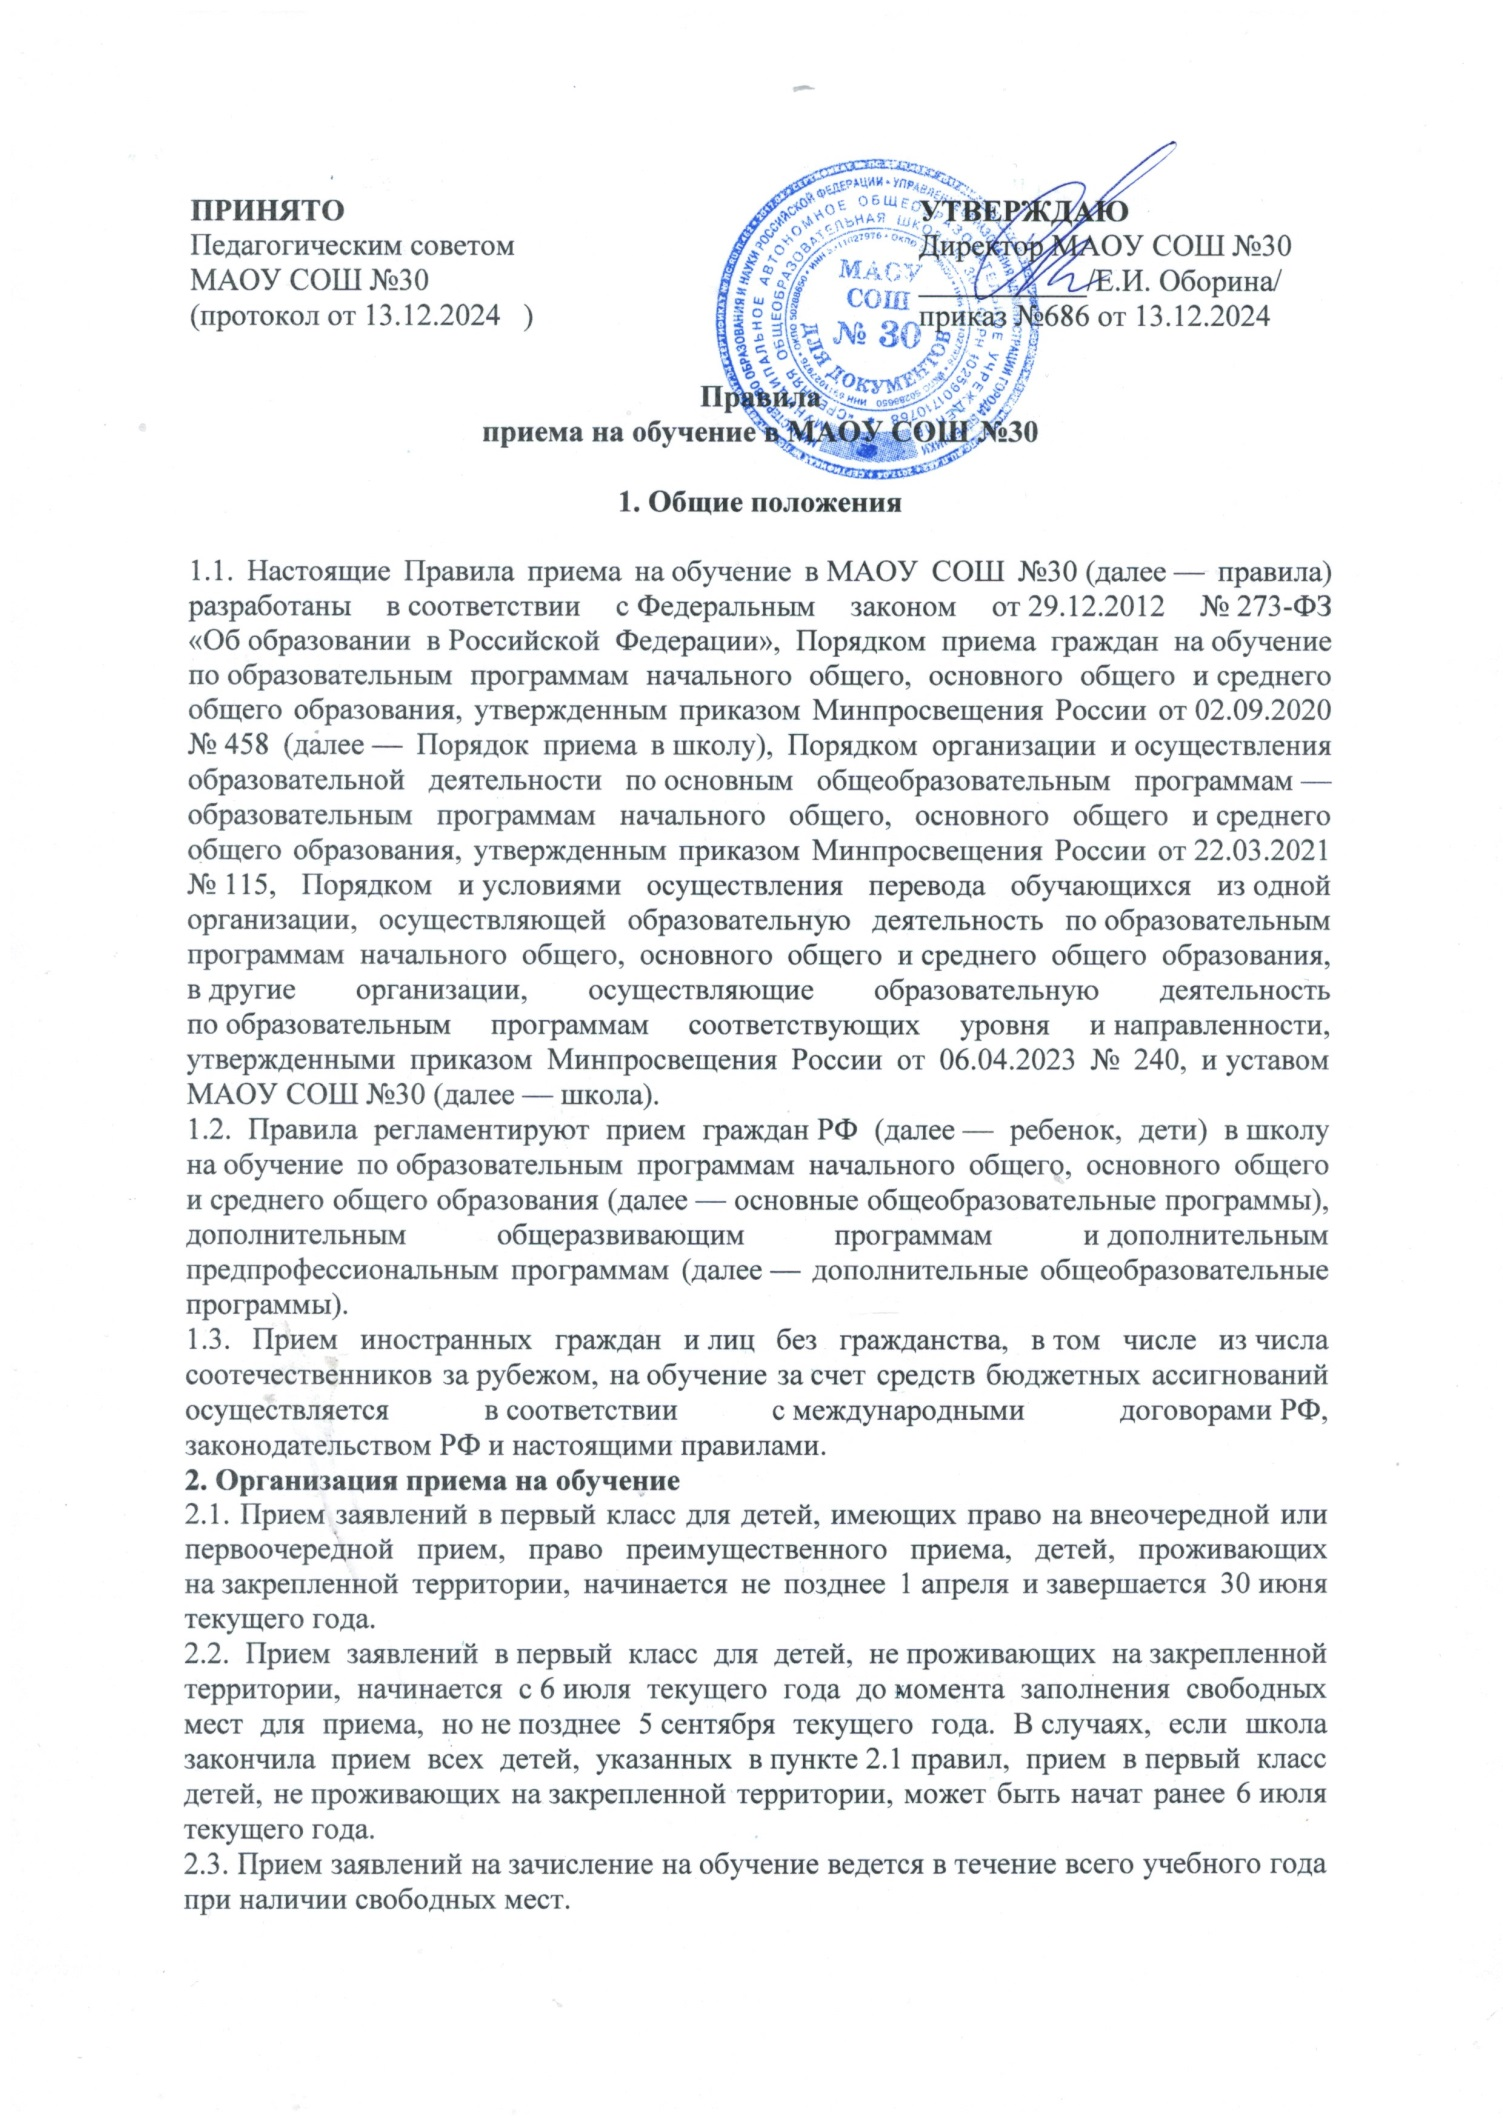 ПРИНЯТО
Педагогическим советом
МАОУ СОШ №30
(протокол от 13.12.2024 )
УТВЕРЖДАЮ
Директор МАОУ СОШ №30
/Е.И. Оборина/
приказ №686 от 13.12.2024
МАОУ
СОШ
№ 30
ДЛЯ ДОКУМЕНТОВ
Правила
приема на обучение в МАОУ СОШ №30
1. Общие положения
1.1. Настоящие Правила приема на обучение в МАОУ СОШ №30 (далее — правила)
разработаны в соответствии с Федеральным законом от 29.12.2012 № 273-ФЗ
«Об образовании в Российской Федерации», Порядком приема граждан на обучение
по образовательным программам начального общего, основного общего и среднего
общего образования, утвержденным приказом Минпросвещения России от 02.09.2020
№ 458 (далее — Порядок приема в школу), Порядком организации и осуществления
образовательной деятельности по основным общеобразовательным программам —
образовательным программам начального общего, основного общего и среднего
общего образования, утвержденным приказом Минпросвещения России от 22.03.2021
№ 115, Порядком и условиями осуществления перевода обучающихся из одной
организации, осуществляющей образовательную деятельность по образовательным
программам начального общего, основного общего и среднего общего образования,
в другие организации, осуществляющие образовательную деятельность
по образовательным программам соответствующих уровня и направленности,
утвержденными приказом Минпросвещения России от 06.04.2023 № 240, и уставом
МАОУ СОШ №30 (далее — школа).
1.2. Правила регламентируют прием граждан РФ (далее — ребенок, дети) в школу
на обучение по образовательным программам начального общего, основного общего
и среднего общего образования (далее — основные общеобразовательные программы),
дополнительным общеразвивающим программам и дополнительным
предпрофессиональным программам (далее — дополнительные общеобразовательные
программы).
1.3. Прием иностранных граждан и лиц без гражданства, в том числе из числа
соотечественников за рубежом, на обучение за счет средств бюджетных ассигнований
осуществляется в соответствии с международными договорами РФ,
законодательством РФ и настоящими правилами.
2. Организация приема на обучение
2.1. Прием заявлений в первый класс для детей, имеющих право на внеочередной или
первоочередной прием, право преимущественного приема, детей, проживающих
на закрепленной территории, начинается не позднее 1 апреля и завершается 30 июня
текущего года.
2.2. Прием заявлений в первый класс для детей, не проживающих на закрепленной
территории, начинается с 6 июля текущего года до момента заполнения свободных
мест для приема, но не позднее 5 сентября текущего года. В случаях, если школа
закончила прием всех детей, указанных в пункте 2.1 правил, прием в первый класс
детей, не проживающих на закрепленной территории, может быть начат ранее 6 июля
текущего года.
2.3. Прием заявлений на зачисление на обучение ведется в течение всего учебного года
при наличии свободных мест.